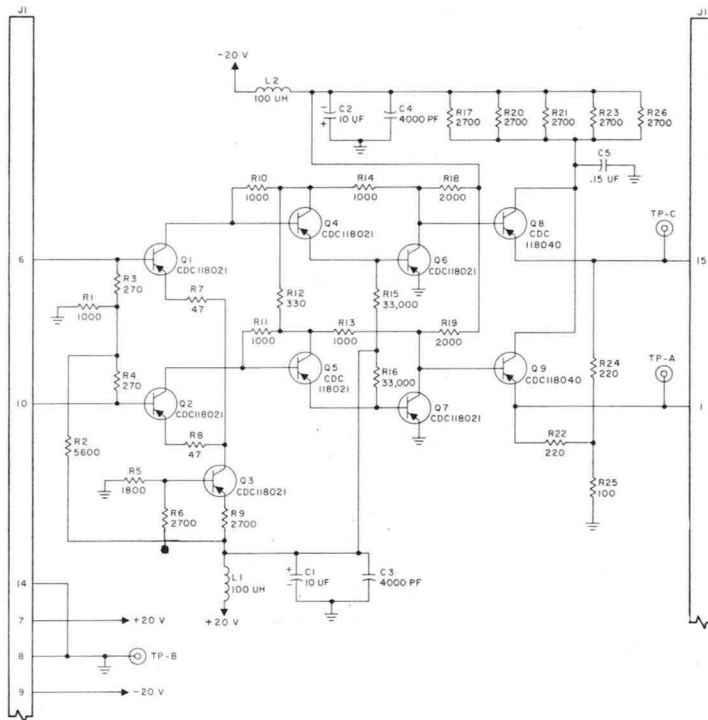 J1
J1
-20 V
L2
100 UH
C2
10 UF
C4
4000 PF
R17
2700
R20
2700
R21
2700
R23
2700
R26
2700
C5
.15 UF
R10
1000
R14
1000
R18
2000
TP-C
Q4
CDC118021
Q8
CDC
118040
6
Q1
CDC118021
Q6
CDC118021
15
R3
270
R7
47
R12
330
R15
33,000
R1
1000
R11
1000
R13
1000
R19
2000
R4
270
Q5
CDC
118021
R16
33,000
Q9
CDC118040
R24
220
TP-A
10
Q2
CDC118021
Q7
CDC118021
1
R2
5600
R8
47
R22
220
R5
1800
Q3
CDC118021
R25
100
R6
2700
R9
2700
14
L1
100 UH
+
-
C1
10 UF
C3
4000 PF
7
+20 V
+20 V
8
TP-B
9
-20 V